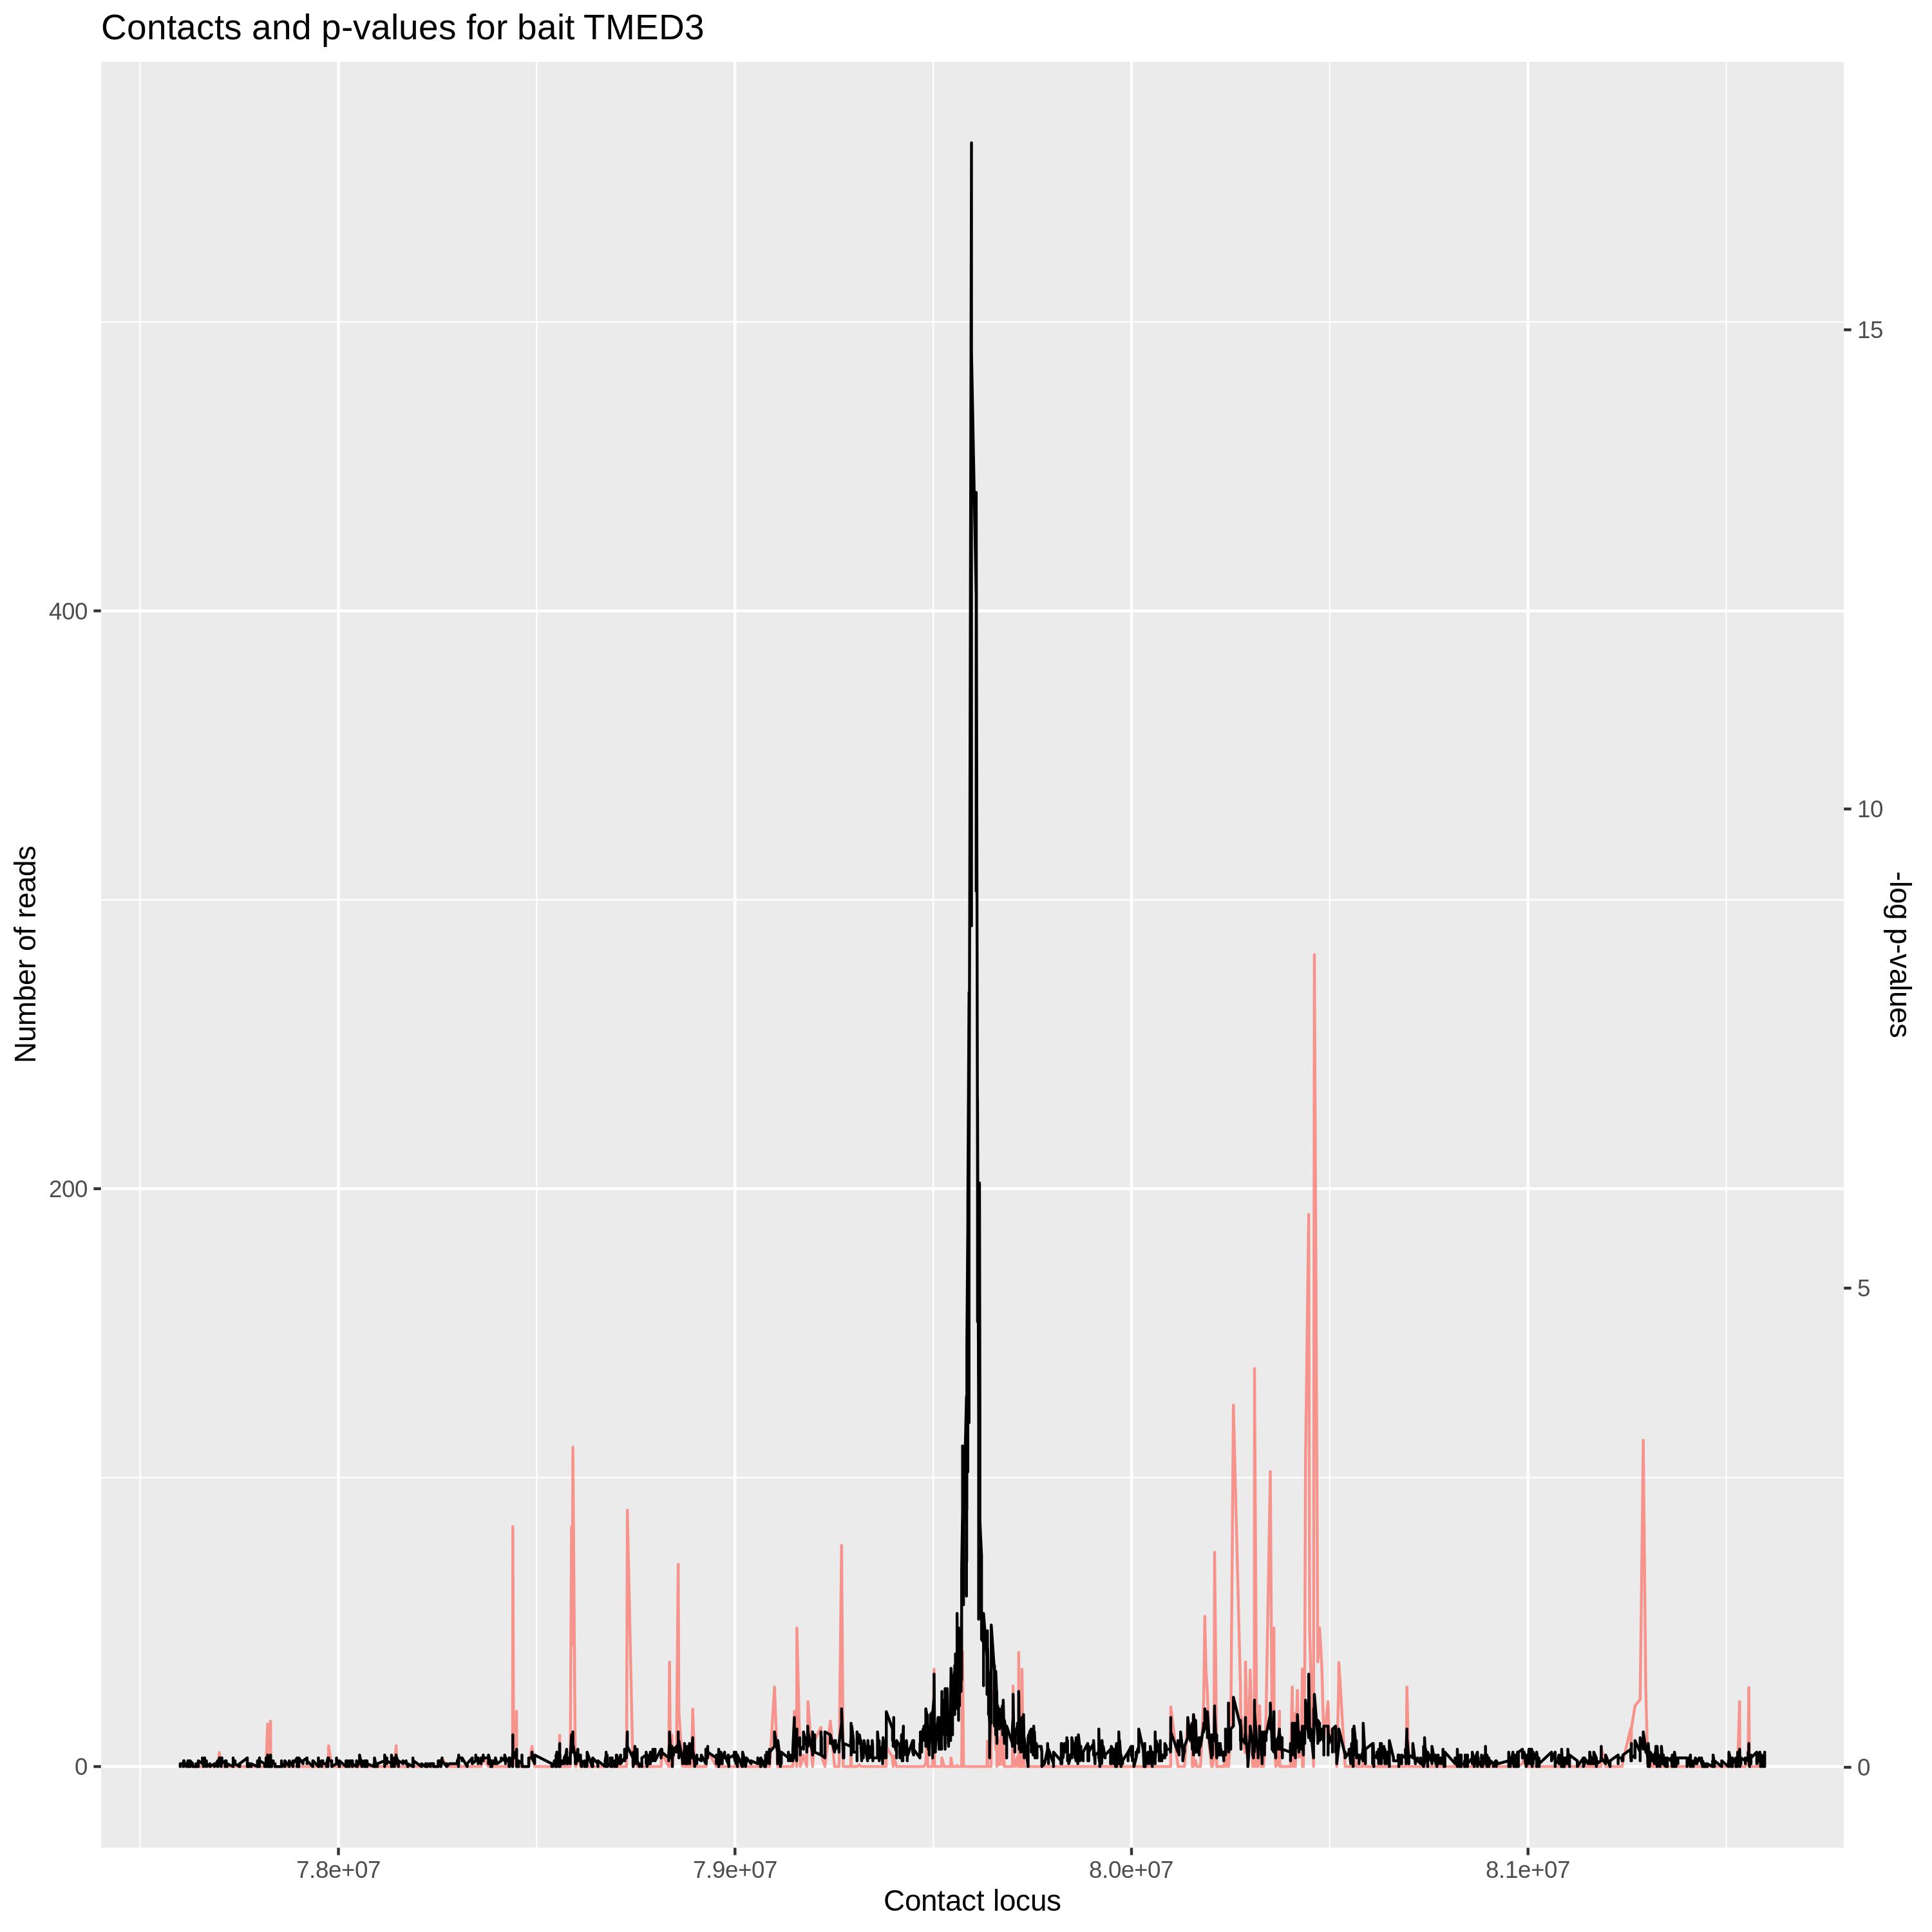 Contacts and p-values for bait TMED3
Number of reads
400
200
0
15
10
5
0
-log p-values
7.8e+07
7.9e+07
8.0e+07
8.1e+07
Contact locus